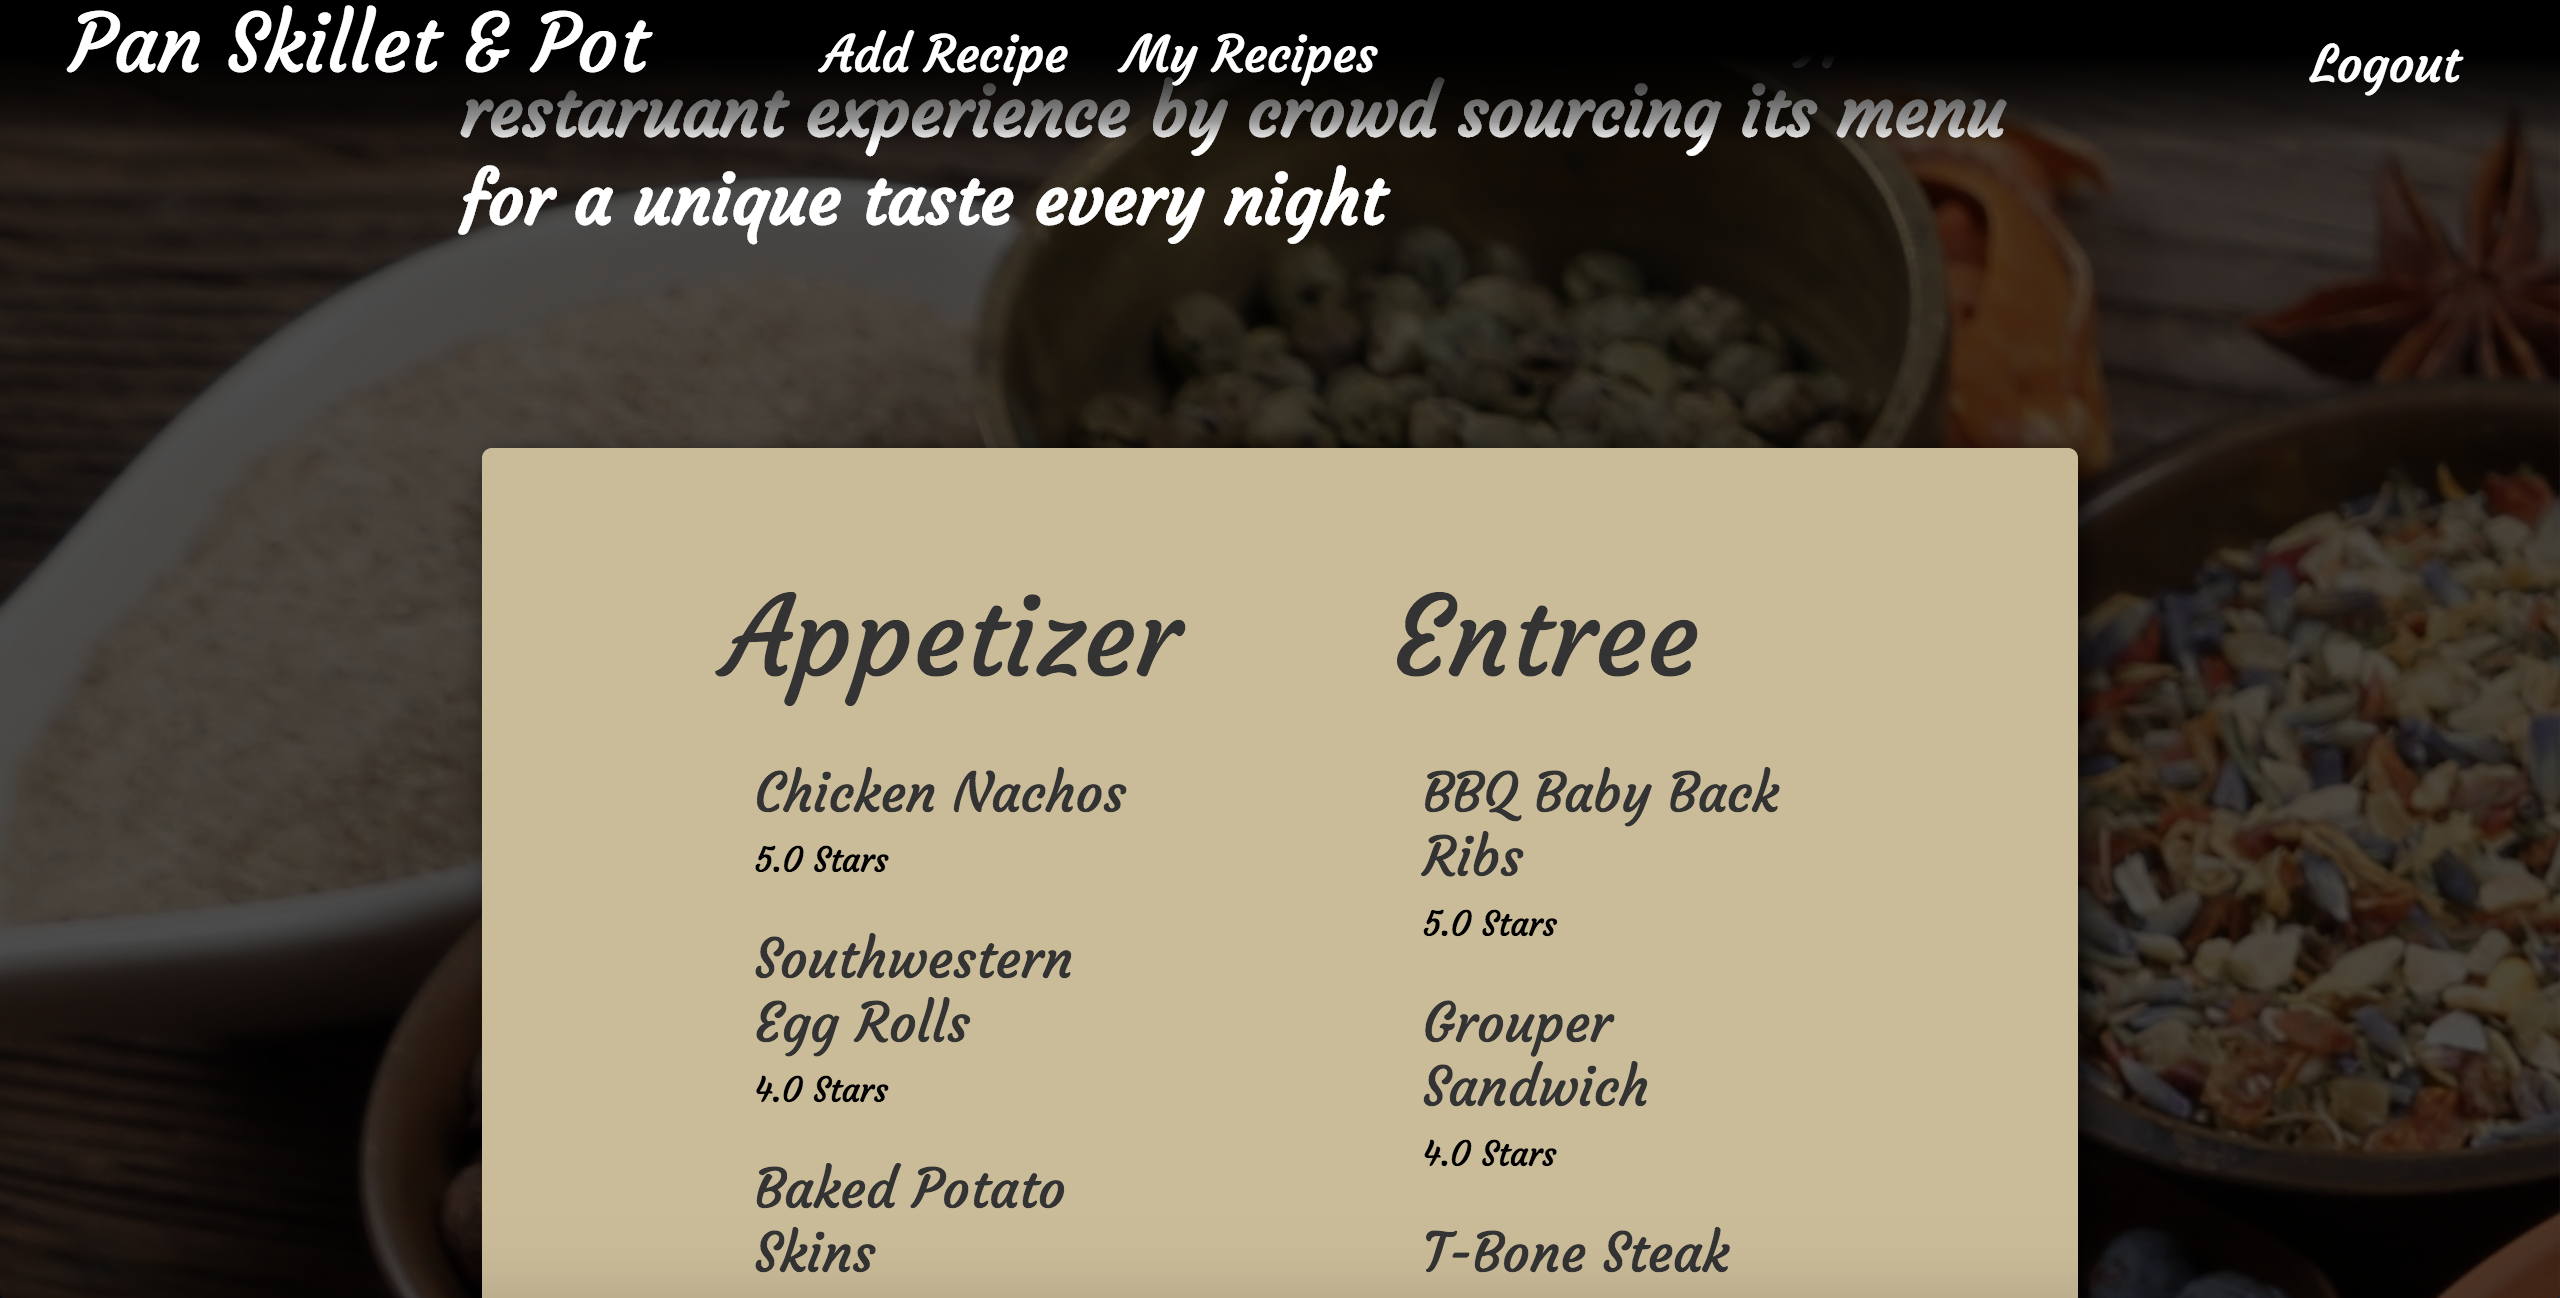 Pan Skillet & Pot
Add Recipe
My Recipes
Logout
restaruant experience by crowd sourcing its menu
for a unique taste every night
Appetizer
Chicken Nachos
5.0 Stars
Southwestern
Egg Rolls
4.0 Stars
Baked Potato
Skins
Entree
BBQ Baby Back
Ribs
5.0 Stars
Grouper
Sandwich
4.0 Stars
T-Bone Steak